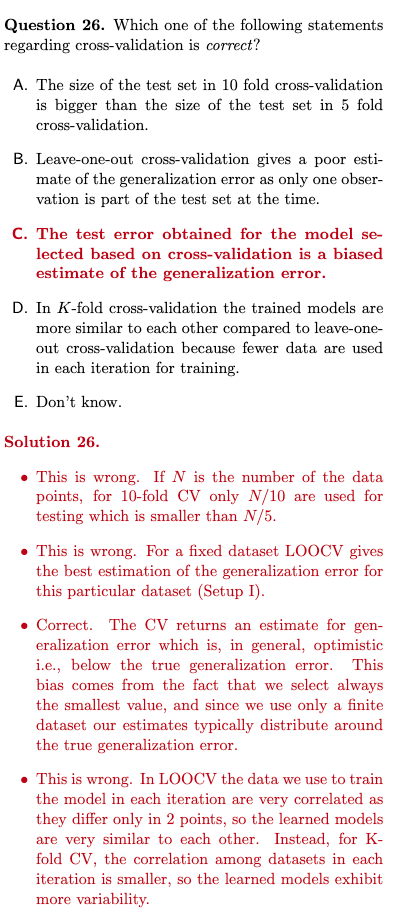 Question 26. Which one of the following statements
regarding cross-validation is correct?
A. The size of the test set in 10 fold cross-validation
is bigger than the size of the test set in 5 fold
cross-validation.
B. Leave-one-out cross-validation gives a poor esti-
mate of the generalization error as only one obser-
vation is part of the test set at the time.
C. The test error obtained for the model se-
lected based on cross-validation is a biased
estimate of the generalization error.
D. In K-fold cross-validation the trained models are
more similar to each other compared to leave-one-
out cross-validation because fewer data are used
in each iteration for training.
E. Don't know.
Solution 26.
• This is wrong. If N is the number of the data
points, for 10-fold CV only N/10 are used for
testing which is smaller than N/5.
• This is wrong. For a fixed dataset LOOCV gives
the best estimation of the generalization error for
this particular dataset (Setup I).
• Correct. The CV returns an estimate for gen-
eralization error which is, in general, optimistic
i.e., below the true generalization error. This
bias comes from the fact that we select always
the smallest value, and since we use only a finite
dataset our estimates typically distribute around
the true generalization error.
• This is wrong. In LOOCV the data we use to train
the model in each iteration are very correlated as
they differ only in 2 points, so the learned models
are very similar to each other. Instead, for K-
fold CV, the correlation among datasets in each
iteration is smaller, so the learned models exhibit
more variability.